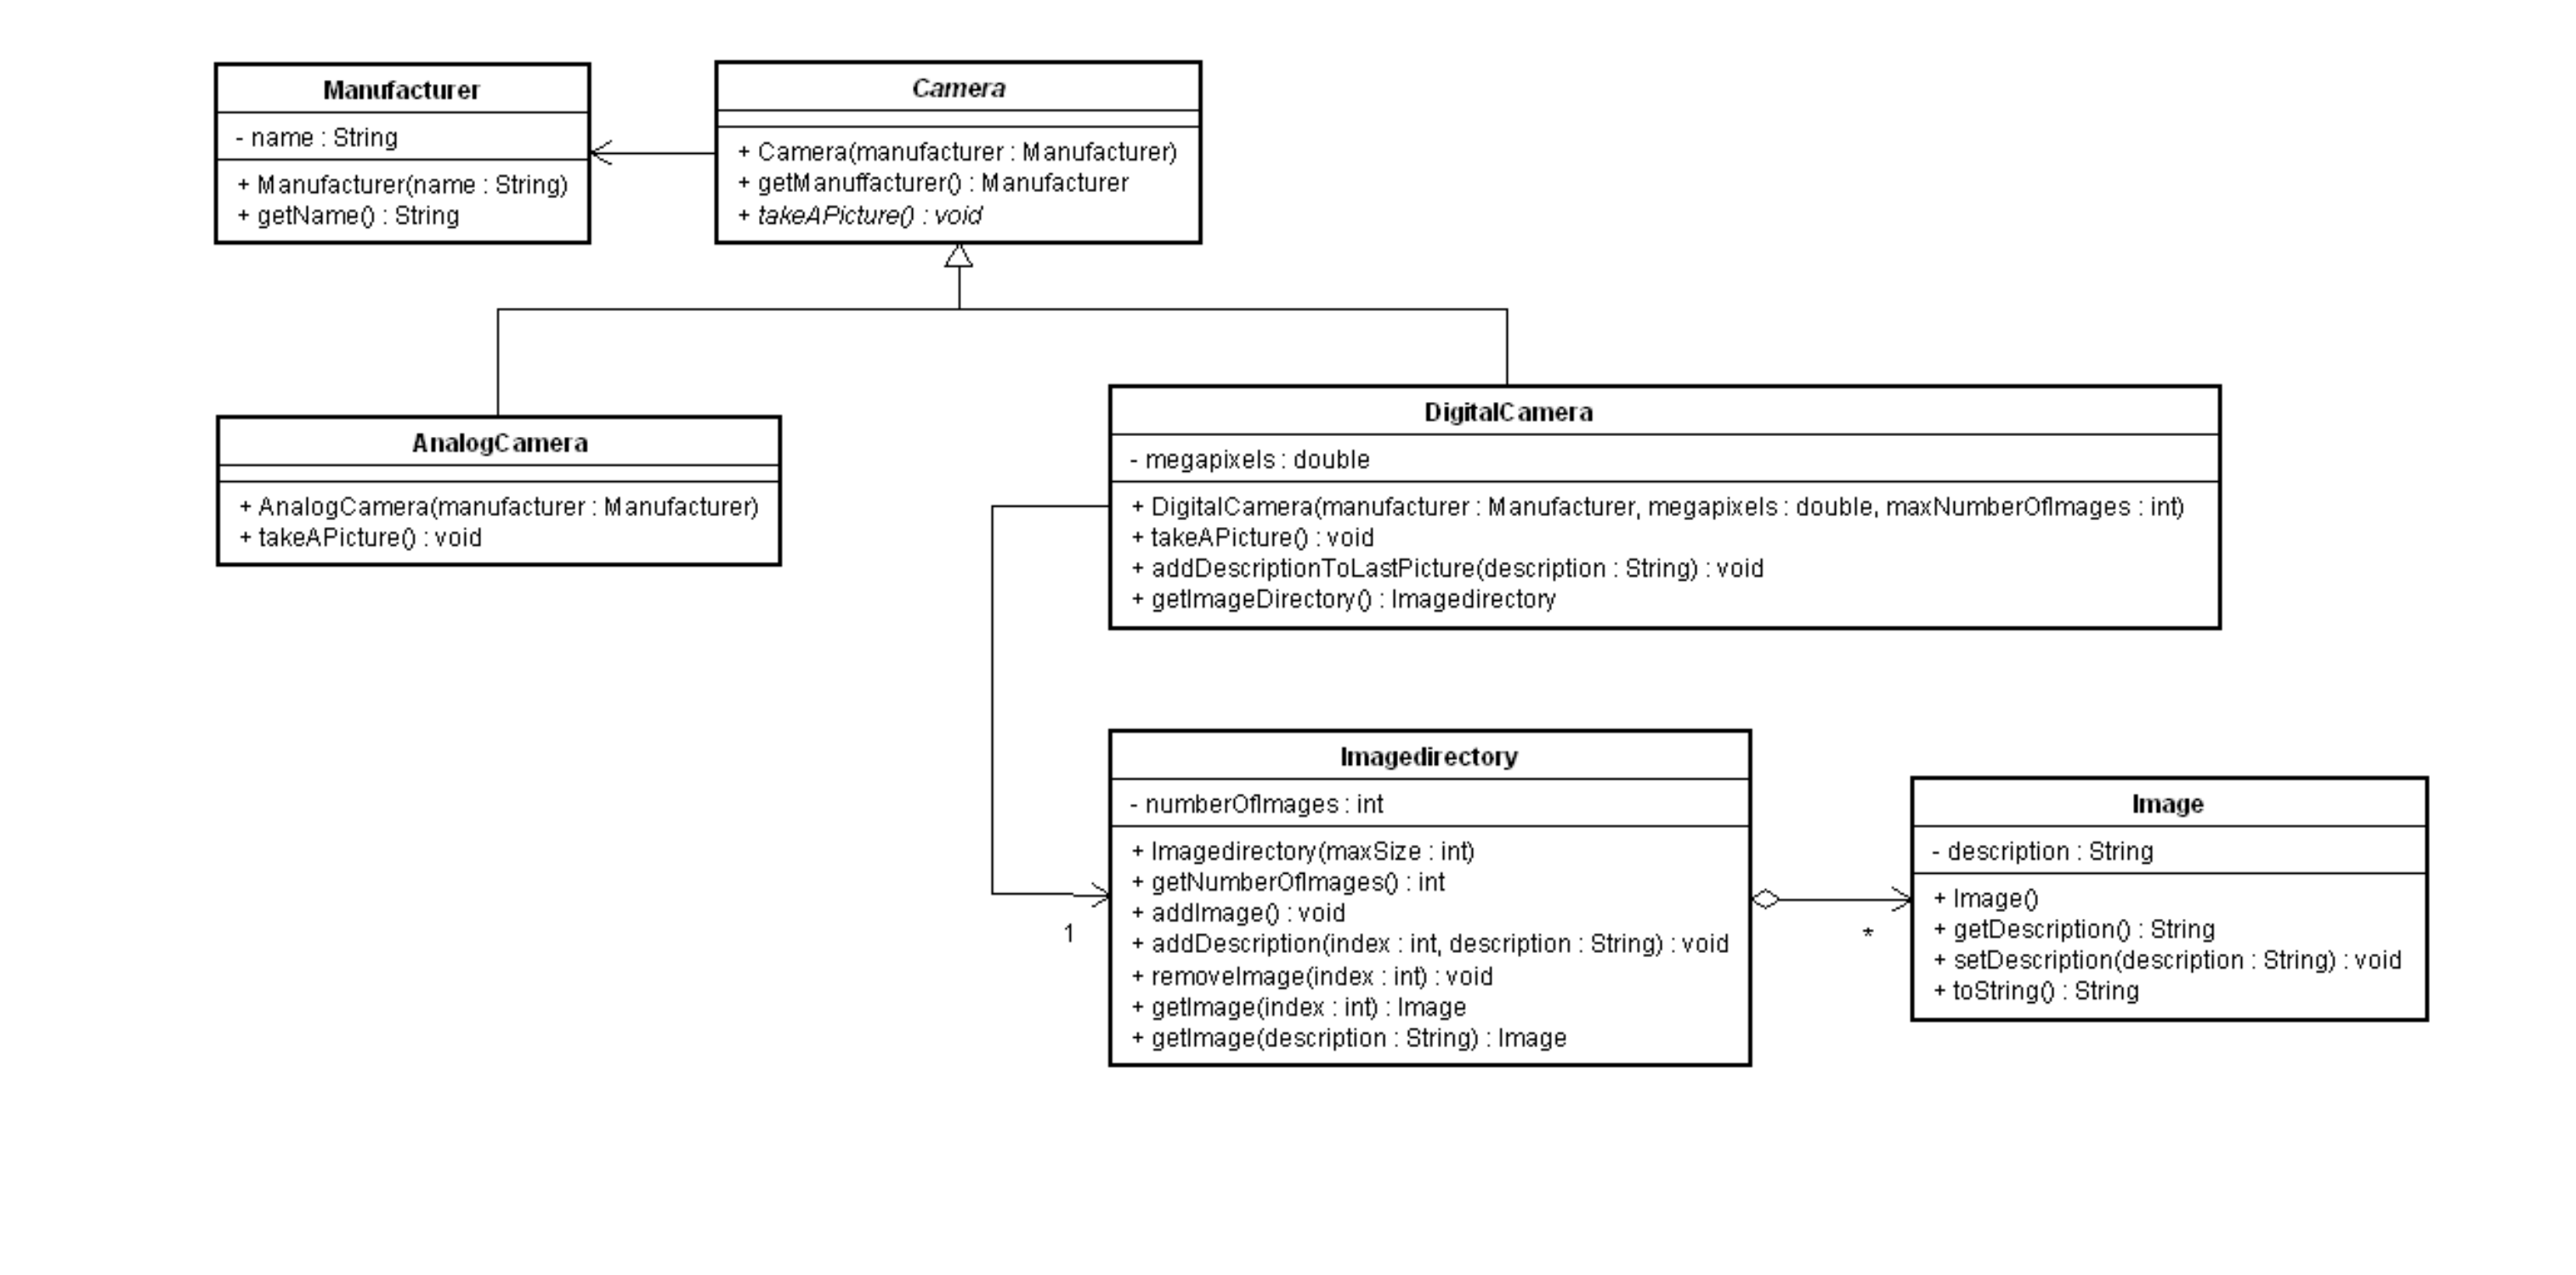 Manufacturer
- name : String
+ Manufacturer(name : String)
+ getName() : String
Camera
+ Camera(manufacturer : Manufacturer)
+ getManuffacturer() : Manufacturer
+ takeAPicture() : void
AnalogCamera
+ AnalogCamera(manufacturer : Manufacturer)
+ takeAPicture() : void
DigitalCamera
- megapixels : double
+ DigitalCamera(manufacturer : Manufacturer, megapixels : double, maxNumberOfImages : int)
+ takeAPicture() : void
+ addDescriptionToLastPicture(description : String) : void
+ getImageDirectory() : Imagedirectory
Imagedirectory
- numberOfImages : int
+ Imagedirectory(maxSize : int)
+ getNumberOfImages() : int
+ addImage() : void
+ addDescription(index : int, description : String) : void
+ removeImage(index : int) : void
+ getImage(index : int) : Image
+ getImage(description : String) : Image
1
*
Image
- description : String
+ Image()
+ getDescription() : String
+ setDescription(description : String) : void
+ toString() : String